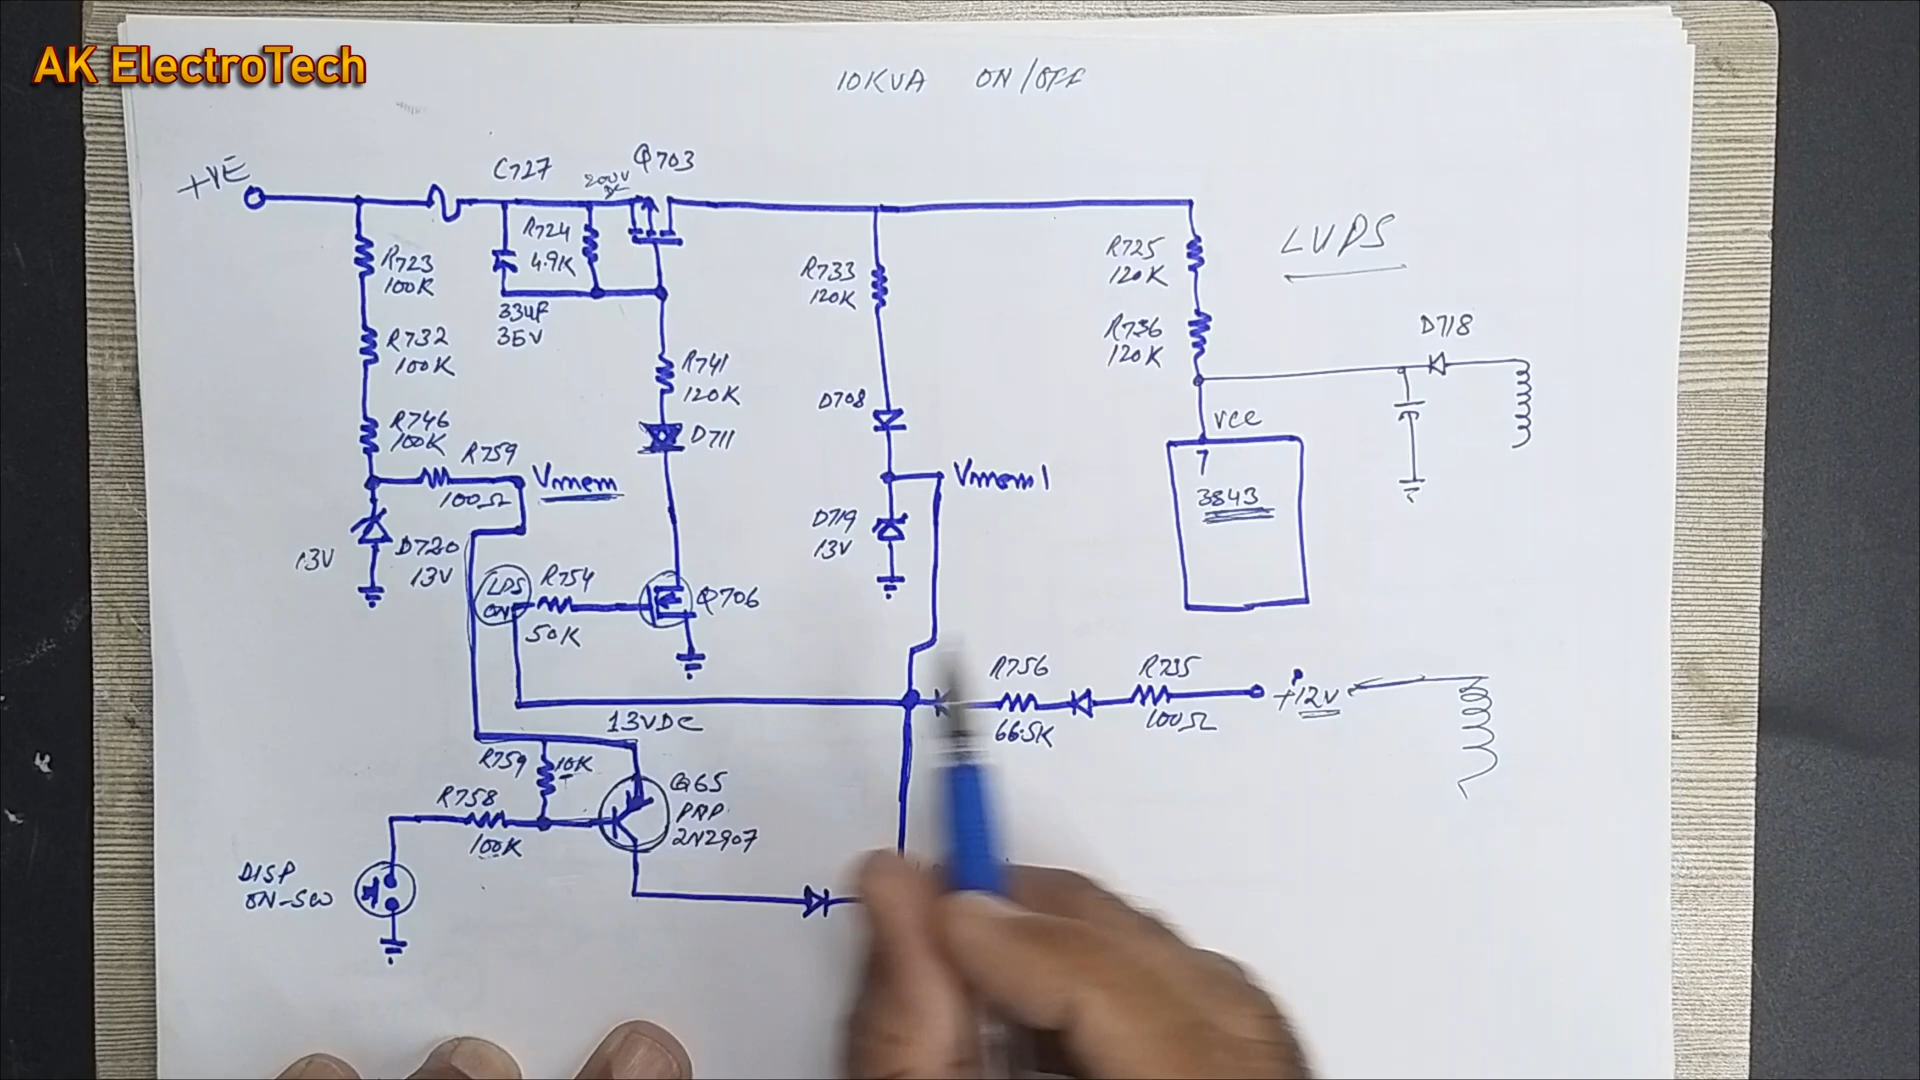 AK ElectroTech
10KVA ON/OFF
+VE
C727
200V
DC
Q703
R724
4.9K
33uF
35V
R723
100K
R732
100K
R746
100K
R759
100Ω
Vmem
13V
D720
13V
R741
120K
D711
LPS
ON
R754
50K
Q706
R733
120K
D708
Vmem1
D719
13V
R725
120K
R736
120K
LVPS
D718
vcc
7
3843
R756
66.5K
R735
100Ω
+12V
13VDC
R759
10K
R758
100K
Q65
PNP
2N2907
DISP
ON-SW